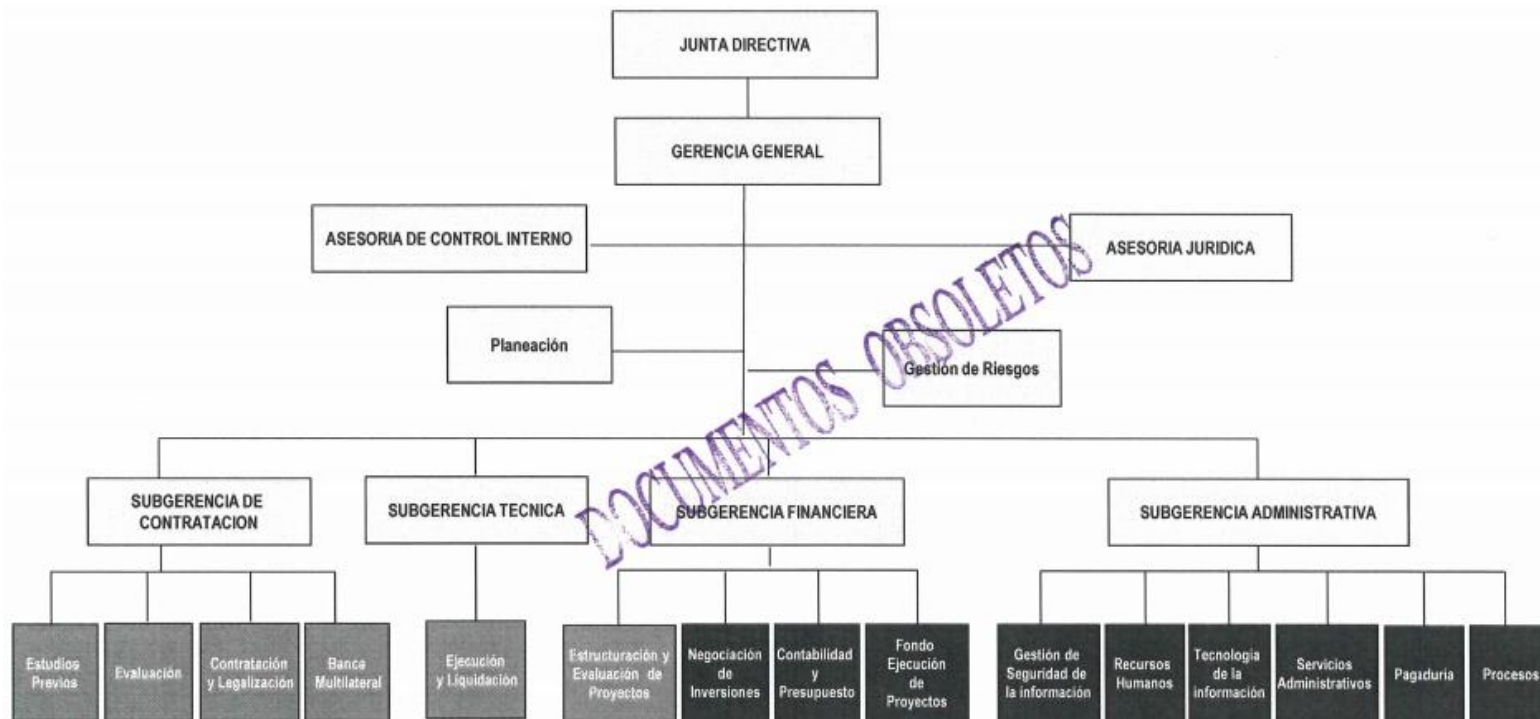 JUNTA DIRECTIVA
GERENCIA GENERAL
ASESORIA DE CONTROL INTERNO
ASESORIA JURIDICA
Planeación
Gestión de Riesgos
DOCUMENTOS OBSOLETOS
SUBGERENCIA DE
CONTRATACION
SUBGERENCIA TECNICA
SUBGERENCIA FINANCIERA
SUBGERENCIA ADMINISTRATIVA
Estudios
Previos
Evaluación
Contratación
y Legalización
Banca
Multilateral
Ejecución
y Liquidación
Estructuración y
Evaluación de
Proyectos
Negociación
de
Inversiones
Contabilidad
y
Presupuesto
Fondo
Ejecución
de
Proyectos
Gestión de
Seguridad de
la información
Recursos
Humanos
Tecnología
de la
información
Servicios
Administrativos
Pagaduría
Procesos